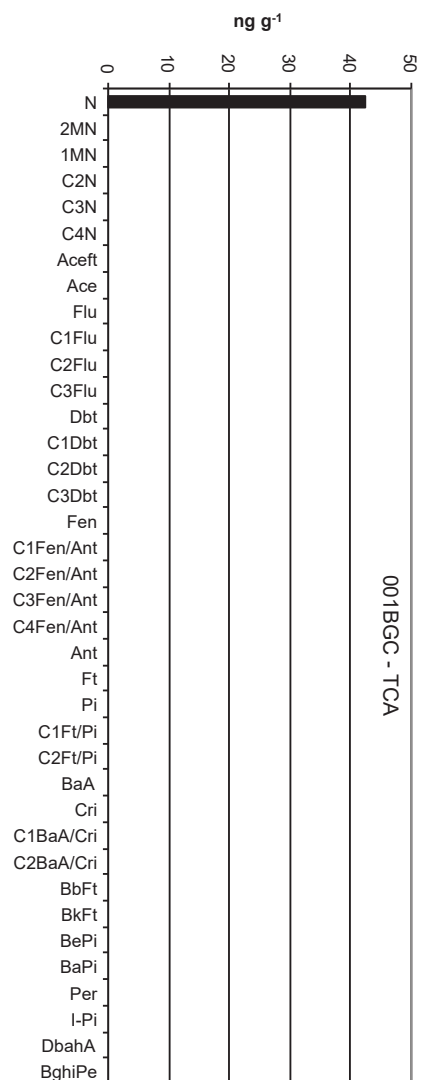 ng g-1
0 10 20 30 40 50
N
2MN
1MN
C2N
C3N
C4N
Aceft
Ace
Flu
C1Flu
C2Flu
C3Flu
Dbt
C1Dbt
C2Dbt
C3Dbt
Fen
C1Fen/Ant
C2Fen/Ant
C3Fen/Ant
C4Fen/Ant
Ant
Ft
Pi
C1Ft/Pi
C2Ft/Pi
BaA
Cri
C1BaA/Cri
C2BaA/Cri
BbFt
BkFt
BePi
BaPi
Per
I-Pi
DbahA
BghiPe
001BGC - TCA